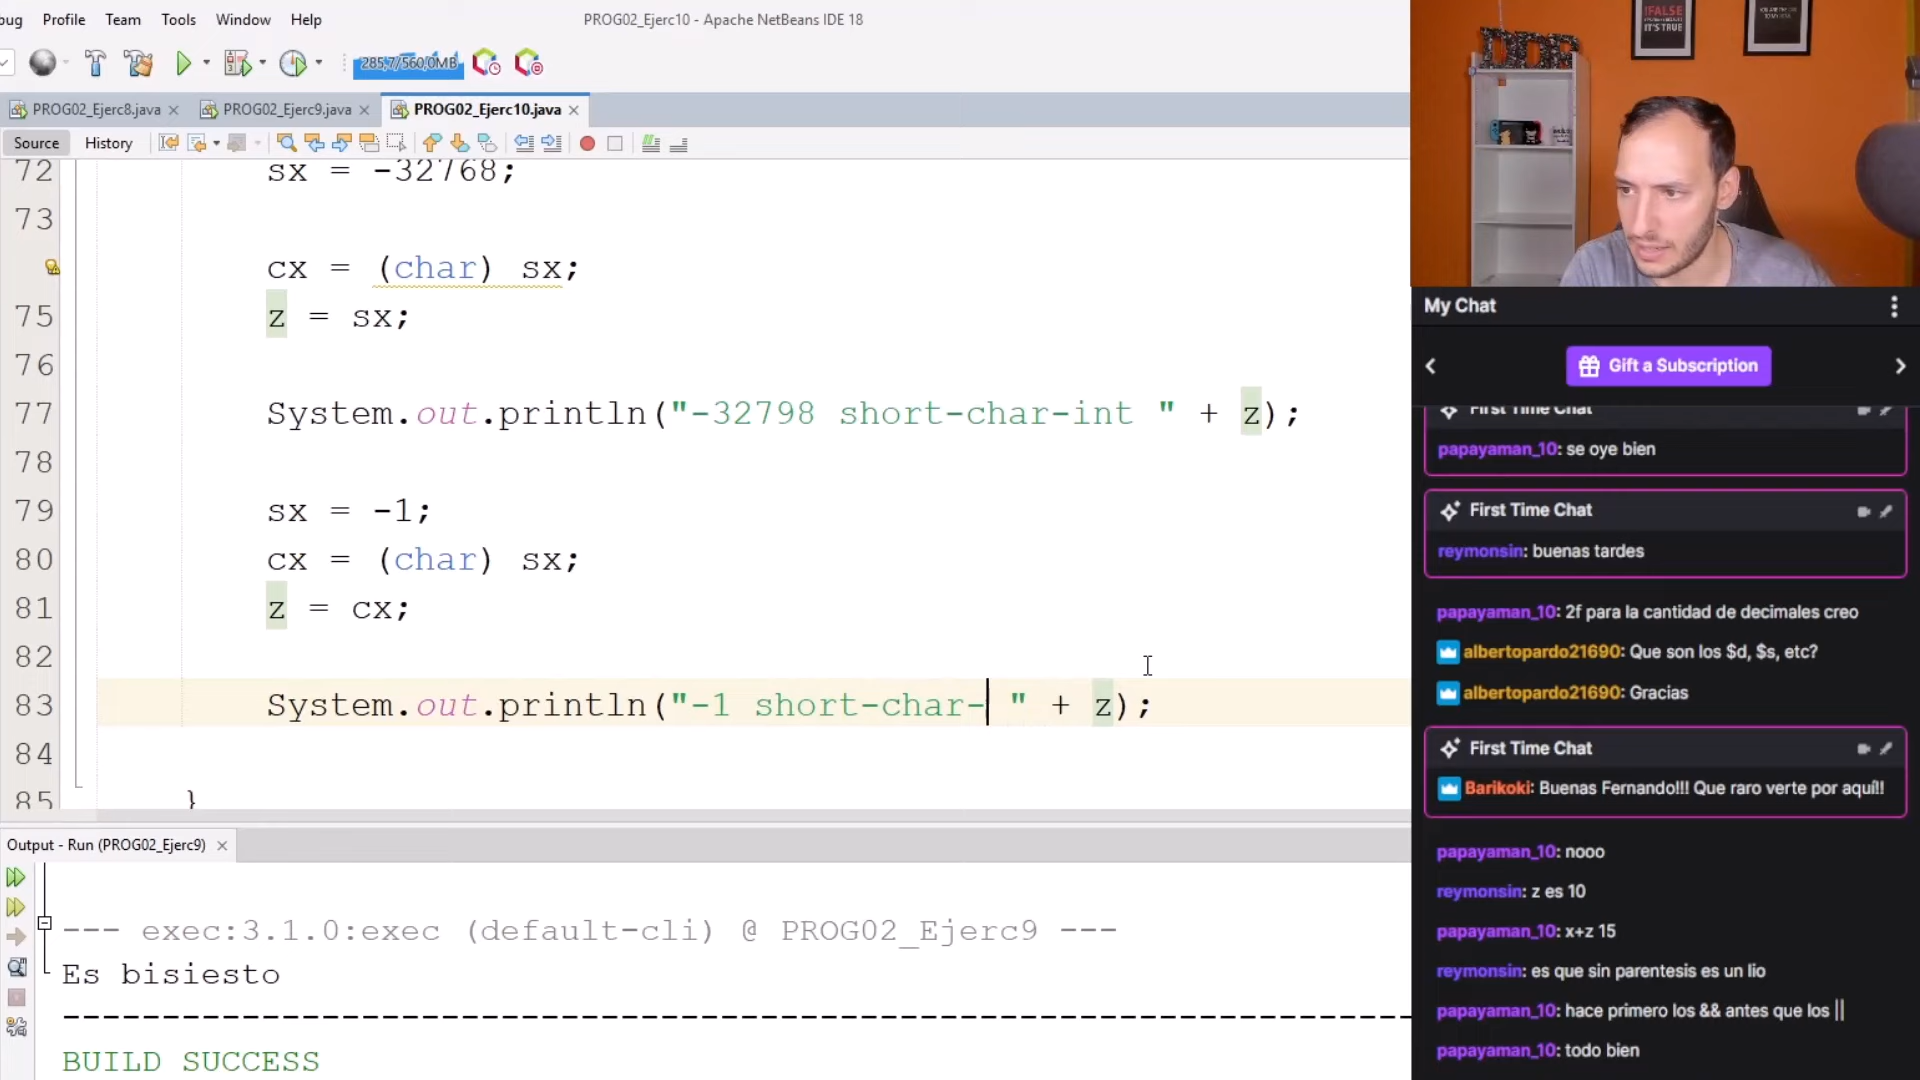 bug Profile Team Tools Window Help
PROG02_Ejerc10 - Apache NetBeans IDE 18
285,7/560,0MB
PROG02_Ejerc8.java
PROG02_Ejerc9.java
PROG02_Ejerc10.java
Source History
72 sx = -32768;
73
cx = (char) sx;
75 z = sx;
76
77 System.out.println("-32798 short-char-int " + z);
78
79 sx = -1;
80 cx = (char) sx;
81 z = cx;
82
83 System.out.println("-1 short-char- " + z);
84
85 }
Output - Run (PROG02_Ejerc9)
--- exec:3.1.0:exec (default-cli) @ PROG02_Ejerc9 ---
Es bisiesto
------------------------------------------------------------------------
BUILD SUCCESS
!FALSE
IT'S TRUE
My Chat
Gift a Subscription
First Time Chat
papayaman_10: se oye bien
First Time Chat
reymonsin: buenas tardes
papayaman_10: 2f para la cantidad de decimales creo
albertopardo21690: Que son los $d, $s, etc?
albertopardo21690: Gracias
First Time Chat
Barikoki: Buenas Fernando!!! Que raro verte por aquí!!
papayaman_10: nooo
reymonsin: z es 10
papayaman_10: x+z 15
reymonsin: es que sin parentesis es un lio
papayaman_10: hace primero los && antes que los ||
papayaman_10: todo bien